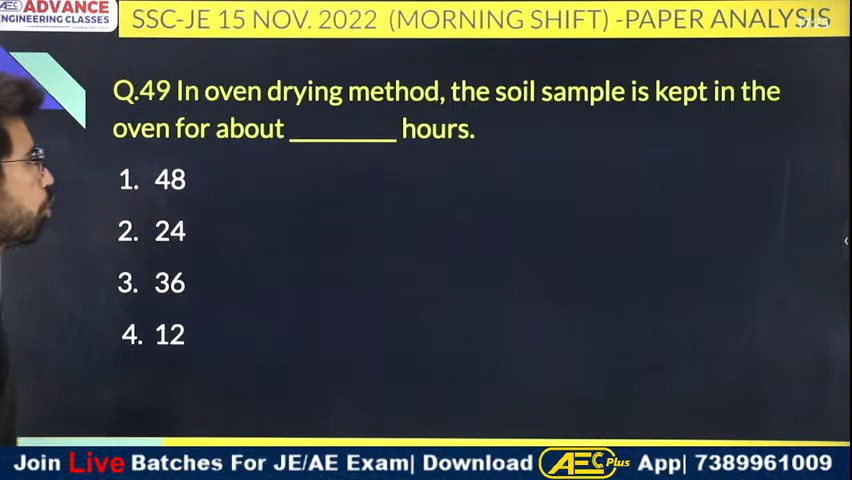 ADVANCE
ENGINEERING CLASSES
SSC-JE 15 NOV. 2022 (MORNING SHIFT) -PAPER ANALYSIS
Q.49 In oven drying method, the soil sample is kept in the
oven for about ________ hours.
1. 48
2. 24
3. 36
4. 12
Join Live Batches For JE/AE Exam| Download AEC Plus App| 7389961009